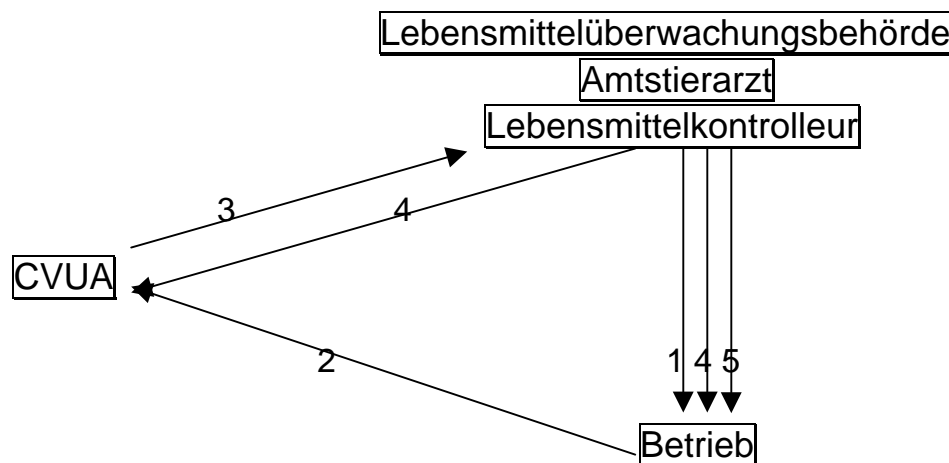 Lebensmittelüberwachungsbehörde
Amtstierarzt
Lebensmittelkontrolleur
3
4
CVUA
2
1 4 5
Betrieb